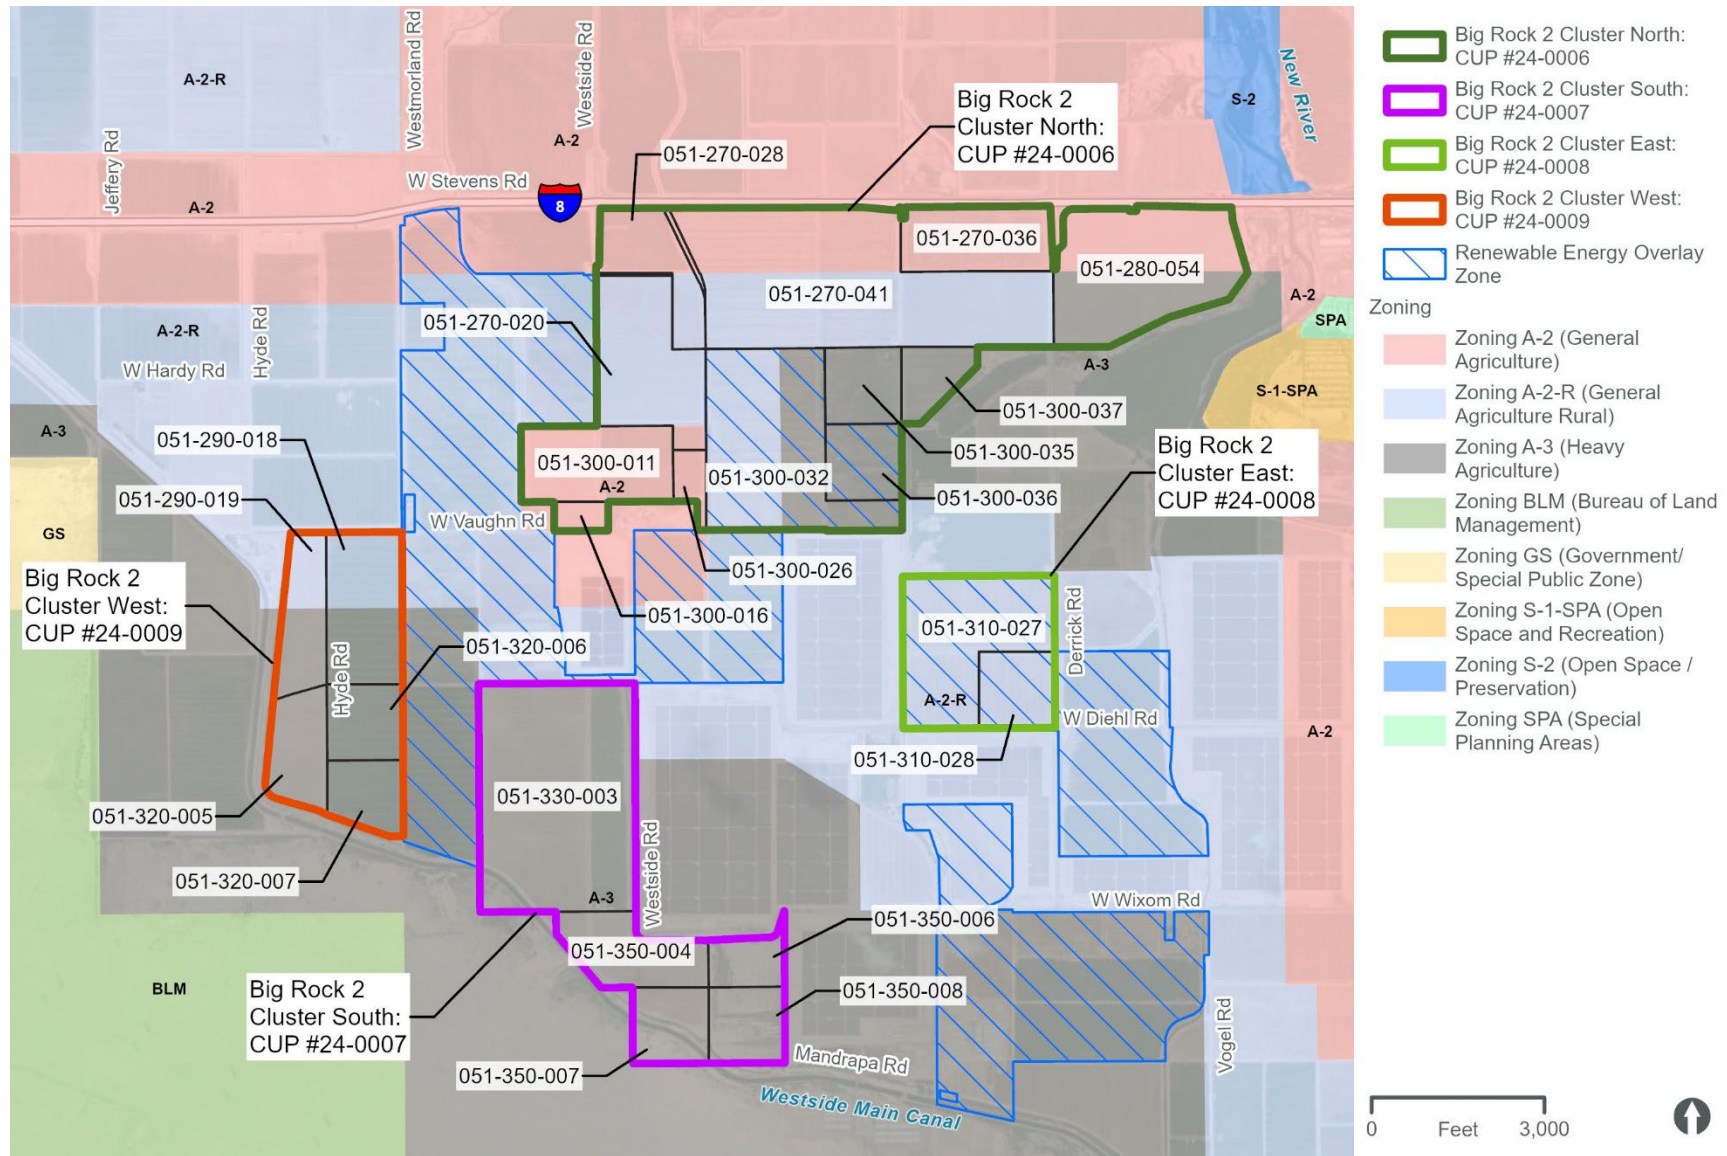 A-2-R
Westmorland Rd
Westside Rd
S-2
New River
Jeffery Rd
A-2
Big Rock 2
Cluster North:
CUP #24-0006
051-270-028
W Stevens Rd
8
A-2
051-270-036
051-280-054
051-270-041
A-2
SPA
051-270-020
A-2-R
Hyde Rd
W Hardy Rd
A-3
S-1-SPA
051-300-037
A-3
051-290-018
Big Rock 2
Cluster East:
CUP #24-0008
051-300-035
051-300-011
A-2
051-300-032
051-300-036
051-290-019
W Vaughn Rd
GS
051-300-026
Big Rock 2
Cluster West:
CUP #24-0009
051-300-016
051-310-027
Derrick Rd
051-320-006
Hyde Rd
A-2-R
W Diehl Rd
A-2
051-310-028
051-330-003
051-320-005
Westside Rd
051-320-007
A-3
W Wixom Rd
051-350-006
051-350-004
BLM
Big Rock 2
Cluster South:
CUP #24-0007
051-350-008
Vogel Rd
051-350-007
Mandrapa Rd
Westside Main Canal
Big Rock 2 Cluster North:
CUP #24-0006
Big Rock 2 Cluster South:
CUP #24-0007
Big Rock 2 Cluster East:
CUP #24-0008
Big Rock 2 Cluster West:
CUP #24-0009
Renewable Energy Overlay
Zone
Zoning
Zoning A-2 (General
Agriculture)
Zoning A-2-R (General
Agriculture Rural)
Zoning A-3 (Heavy
Agriculture)
Zoning BLM (Bureau of Land
Management)
Zoning GS (Government/
Special Public Zone)
Zoning S-1-SPA (Open
Space and Recreation)
Zoning S-2 (Open Space /
Preservation)
Zoning SPA (Special
Planning Areas)
0 Feet 3,000